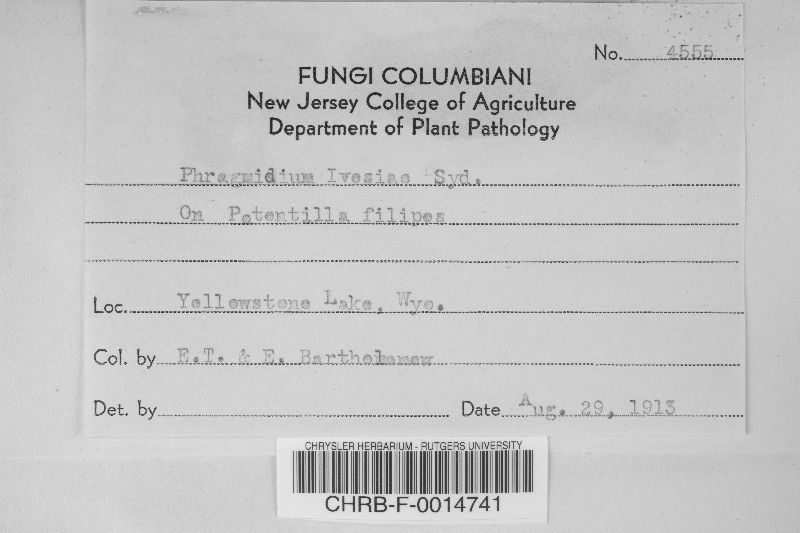 No. 4555
FUNGI COLUMBIANI
New Jersey College of Agriculture
Department of Plant Pathology
Phragmidium Ivesiae Syd.
On Potentilla filipes
Loc. Yellowstone Lake, Wyo.
Col. by E.T. & E. Bartholomew
Det. by
Date Aug. 29, 1913
CHRYSLER HERBARIUM - RUTGERS UNIVERSITY
CHRB-F-0014741